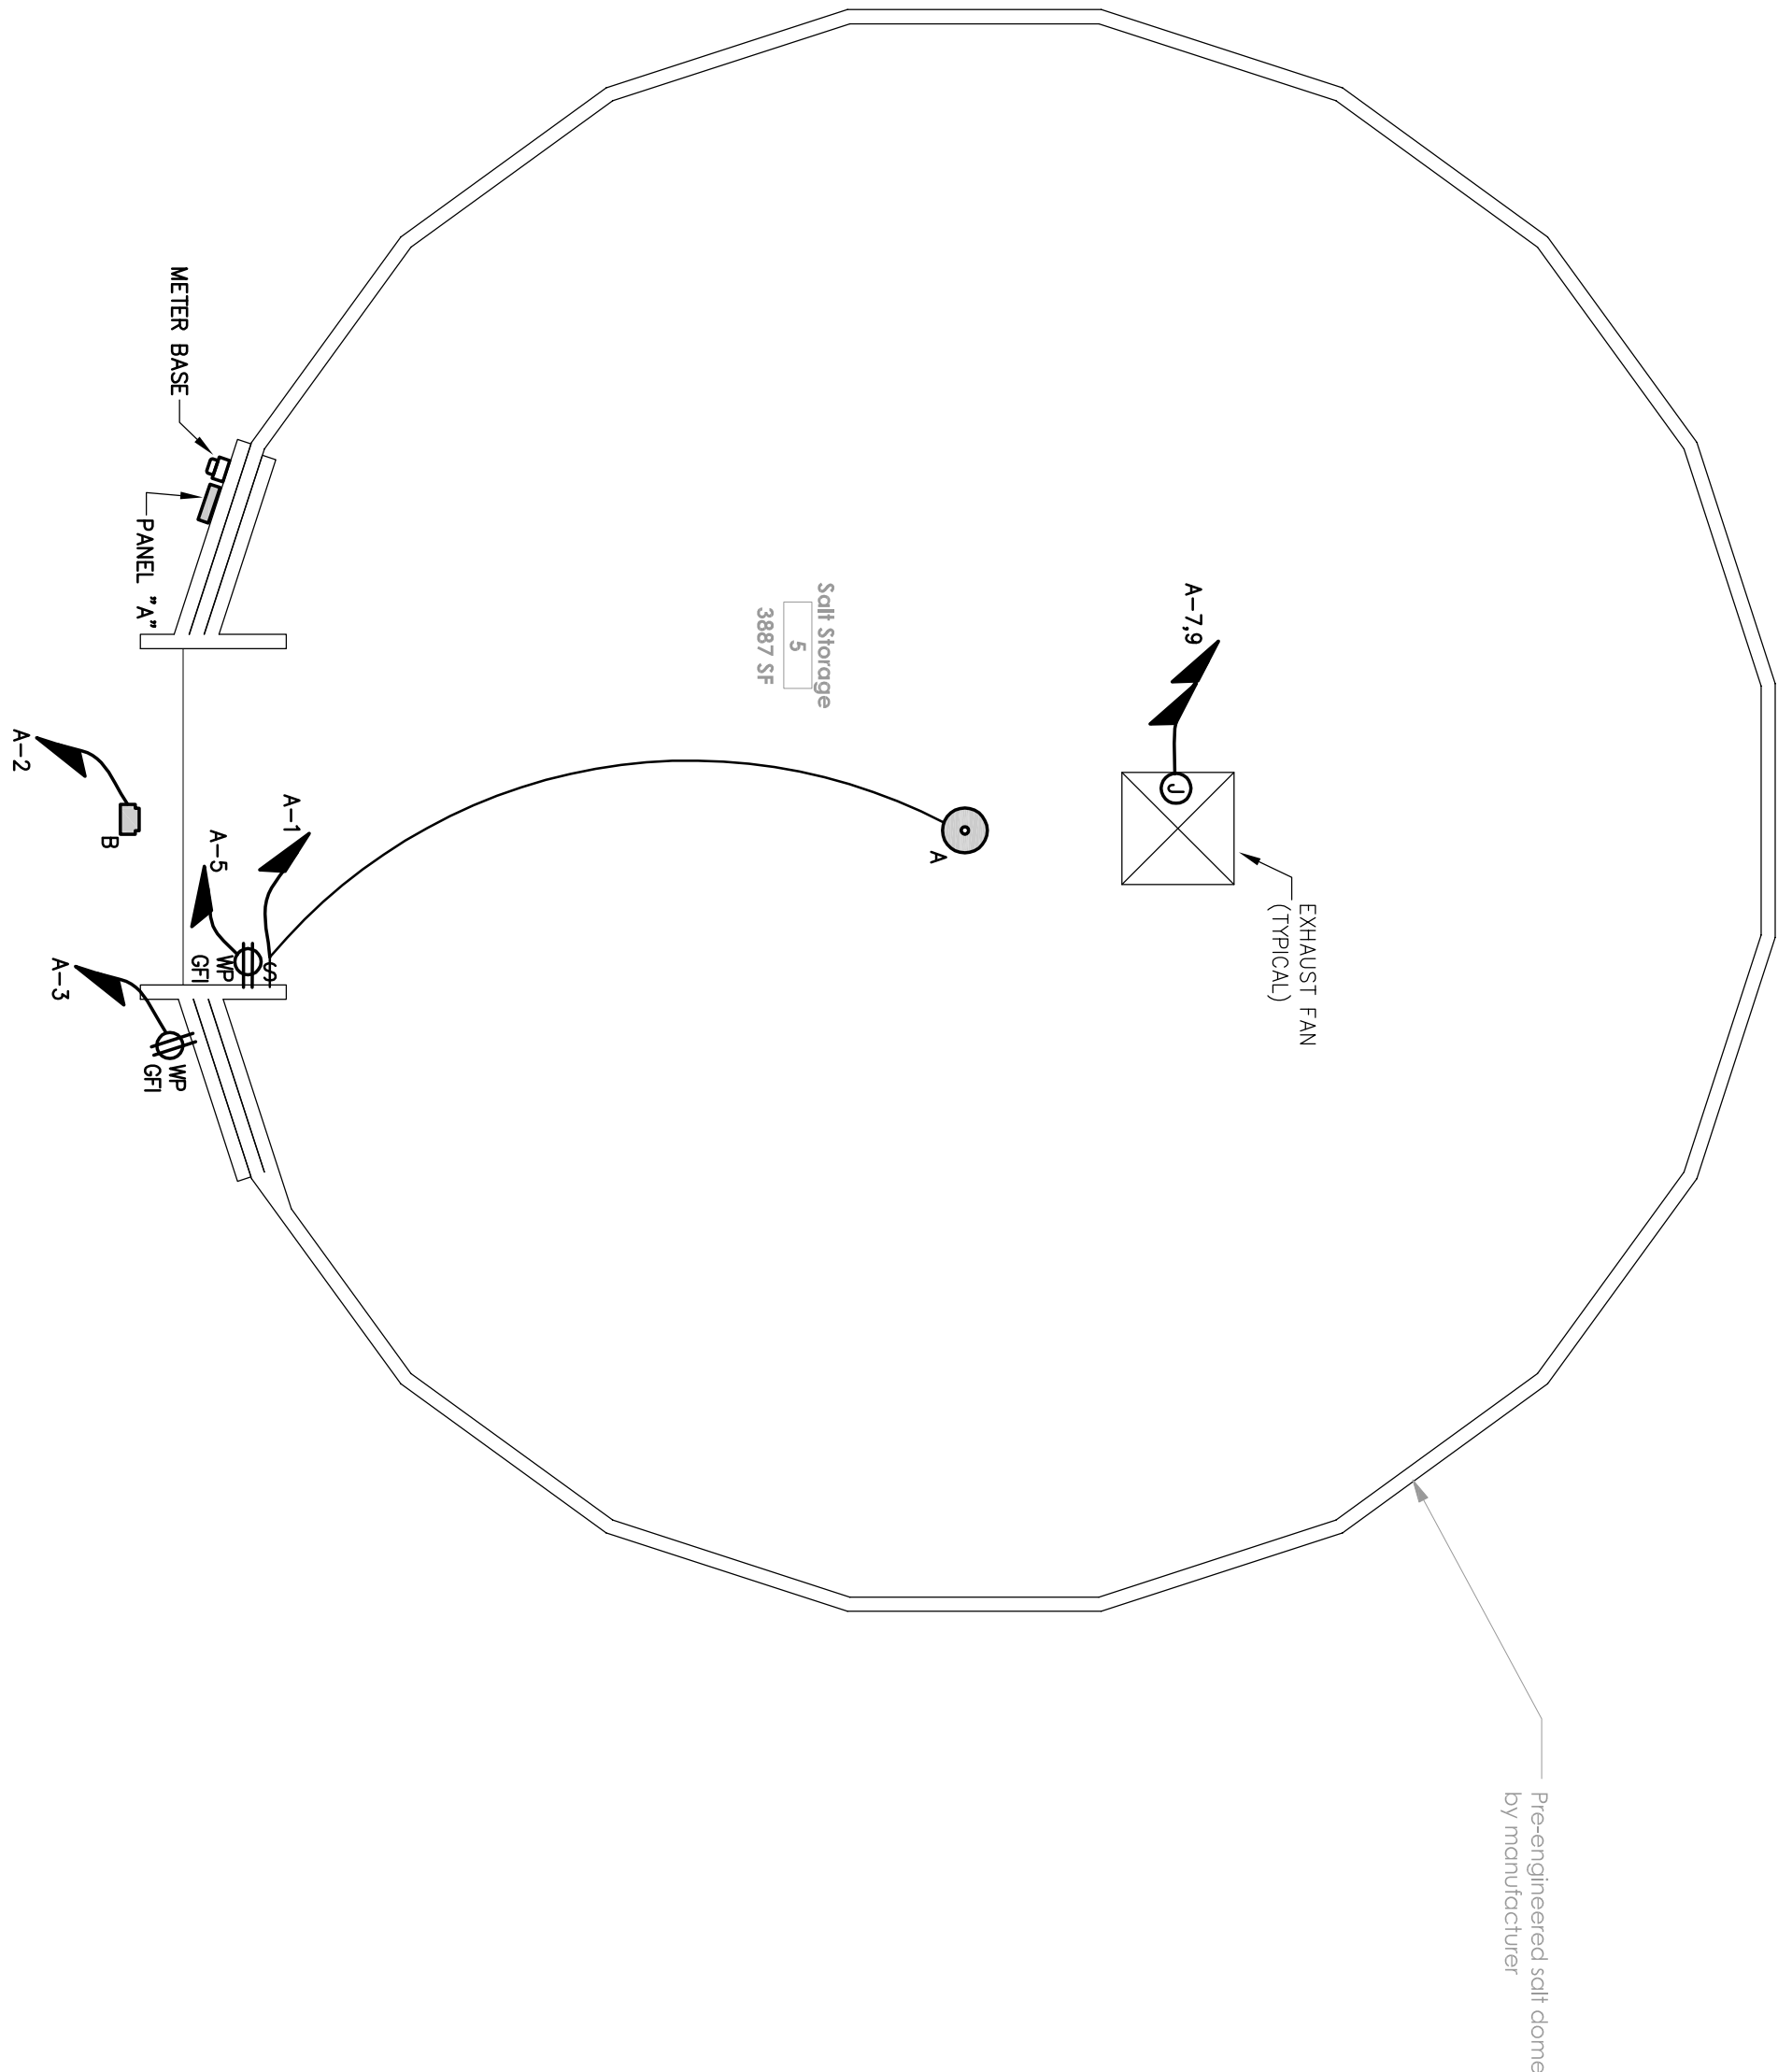 Pre-engineered salt dome
by manufacturer
EXHAUST FAN
(TYPICAL)
A-7,9
J
A
Salt Storage
5
3887 SF
A-1
S
A-5
WP
GFI
METER BASE
PANEL "A"
WP
GFI
B
A-3
A-2